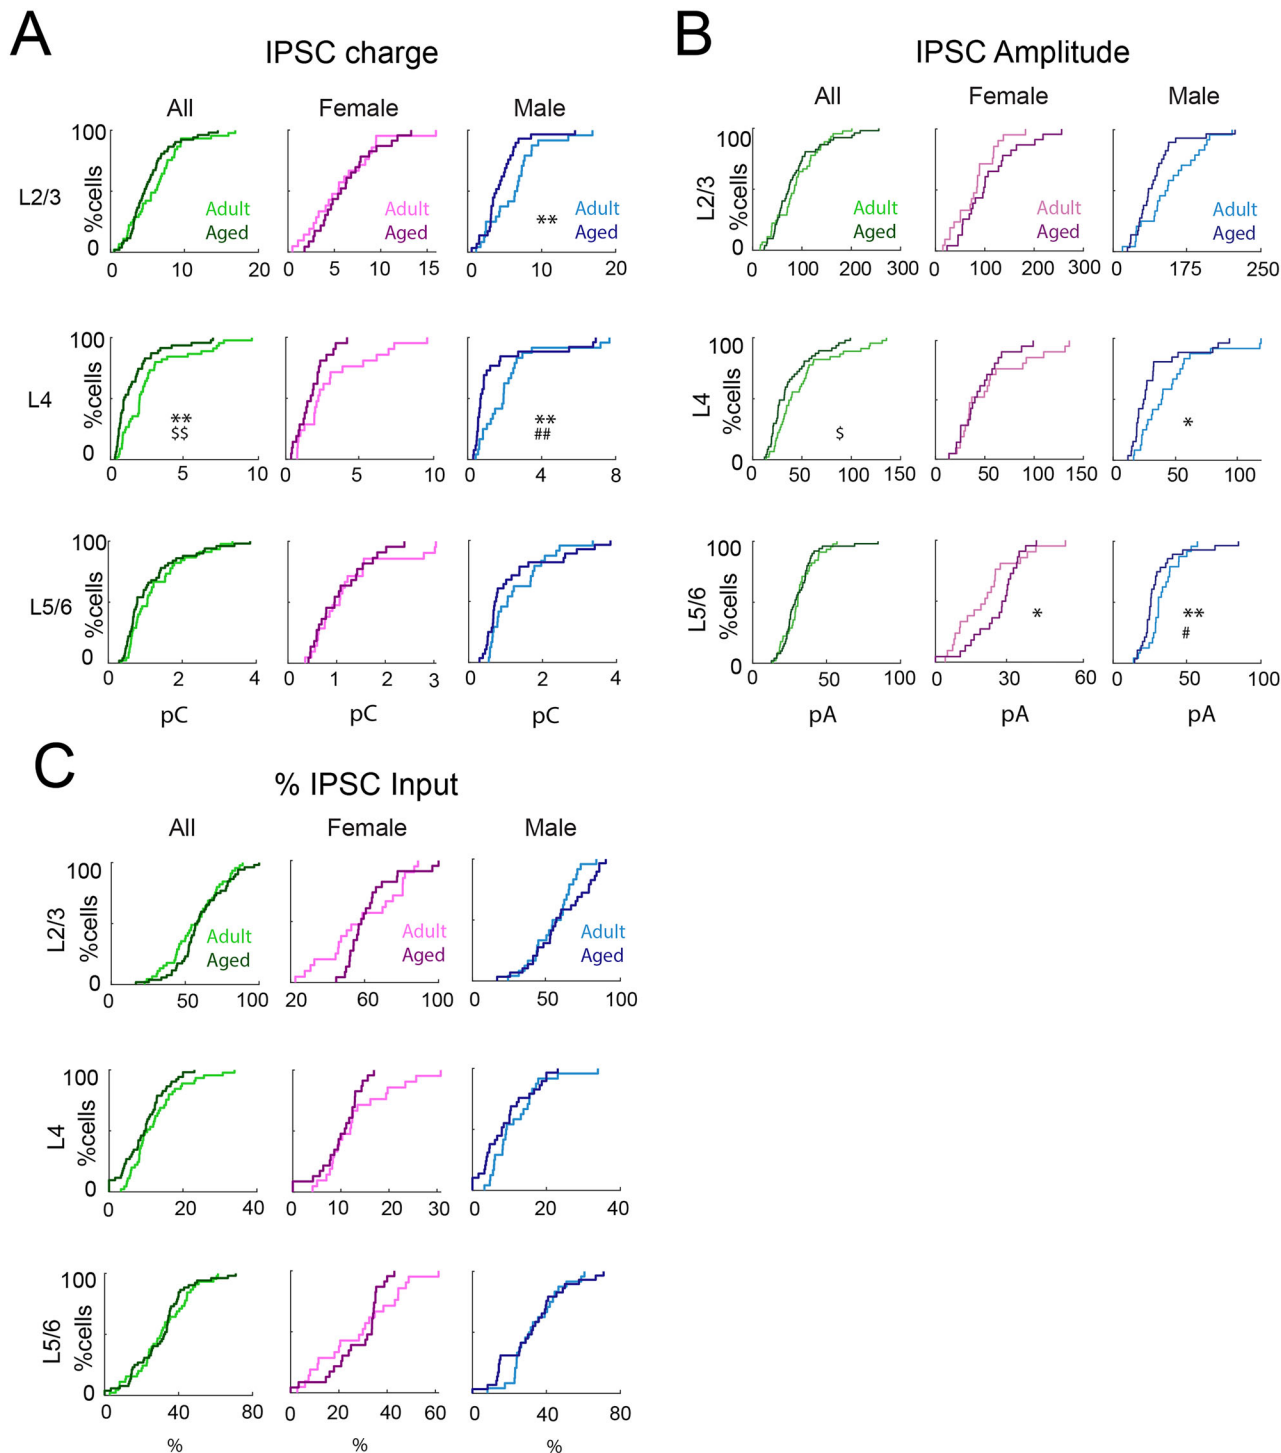 A
IPSC charge
All Female Male
L2/3
%cells
100
0
Adult
Aged
0 10 20
Adult
Aged
0 5 10 15
**
Adult
Aged
0 10 20
L4
%cells
100
0
**
$$
0 5 10
0 5 10
**
##
0 4 8
L5/6
%cells
100
0
0 2 4
0 1 2 3
0 2 4
pC pC pC
B
IPSC Amplitude
All Female Male
L2/3
%cells
100
0
Adult
Aged
0 100 200 300
Adult
Aged
0 100 200 300
Adult
Aged
0 175 250
L4
%cells
100
0
$
0 50 100 150
0 50 100 150
*
0 50 100
L5/6
%cells
100
0
0 50 100
*
0 30 60
**
#
0 50 100
pA pA pA
C
% IPSC Input
All Female Male
L2/3
%cells
100
0
Adult
Aged
0 50 100
Adult
Aged
20 60 100
Adult
Aged
0 50 100
L4
%cells
100
0
0 20 40
0 10 20 30
0 20 40
L5/6
%cells
100
0
0 40 80
0 20 40 60
0 40 80
% % %